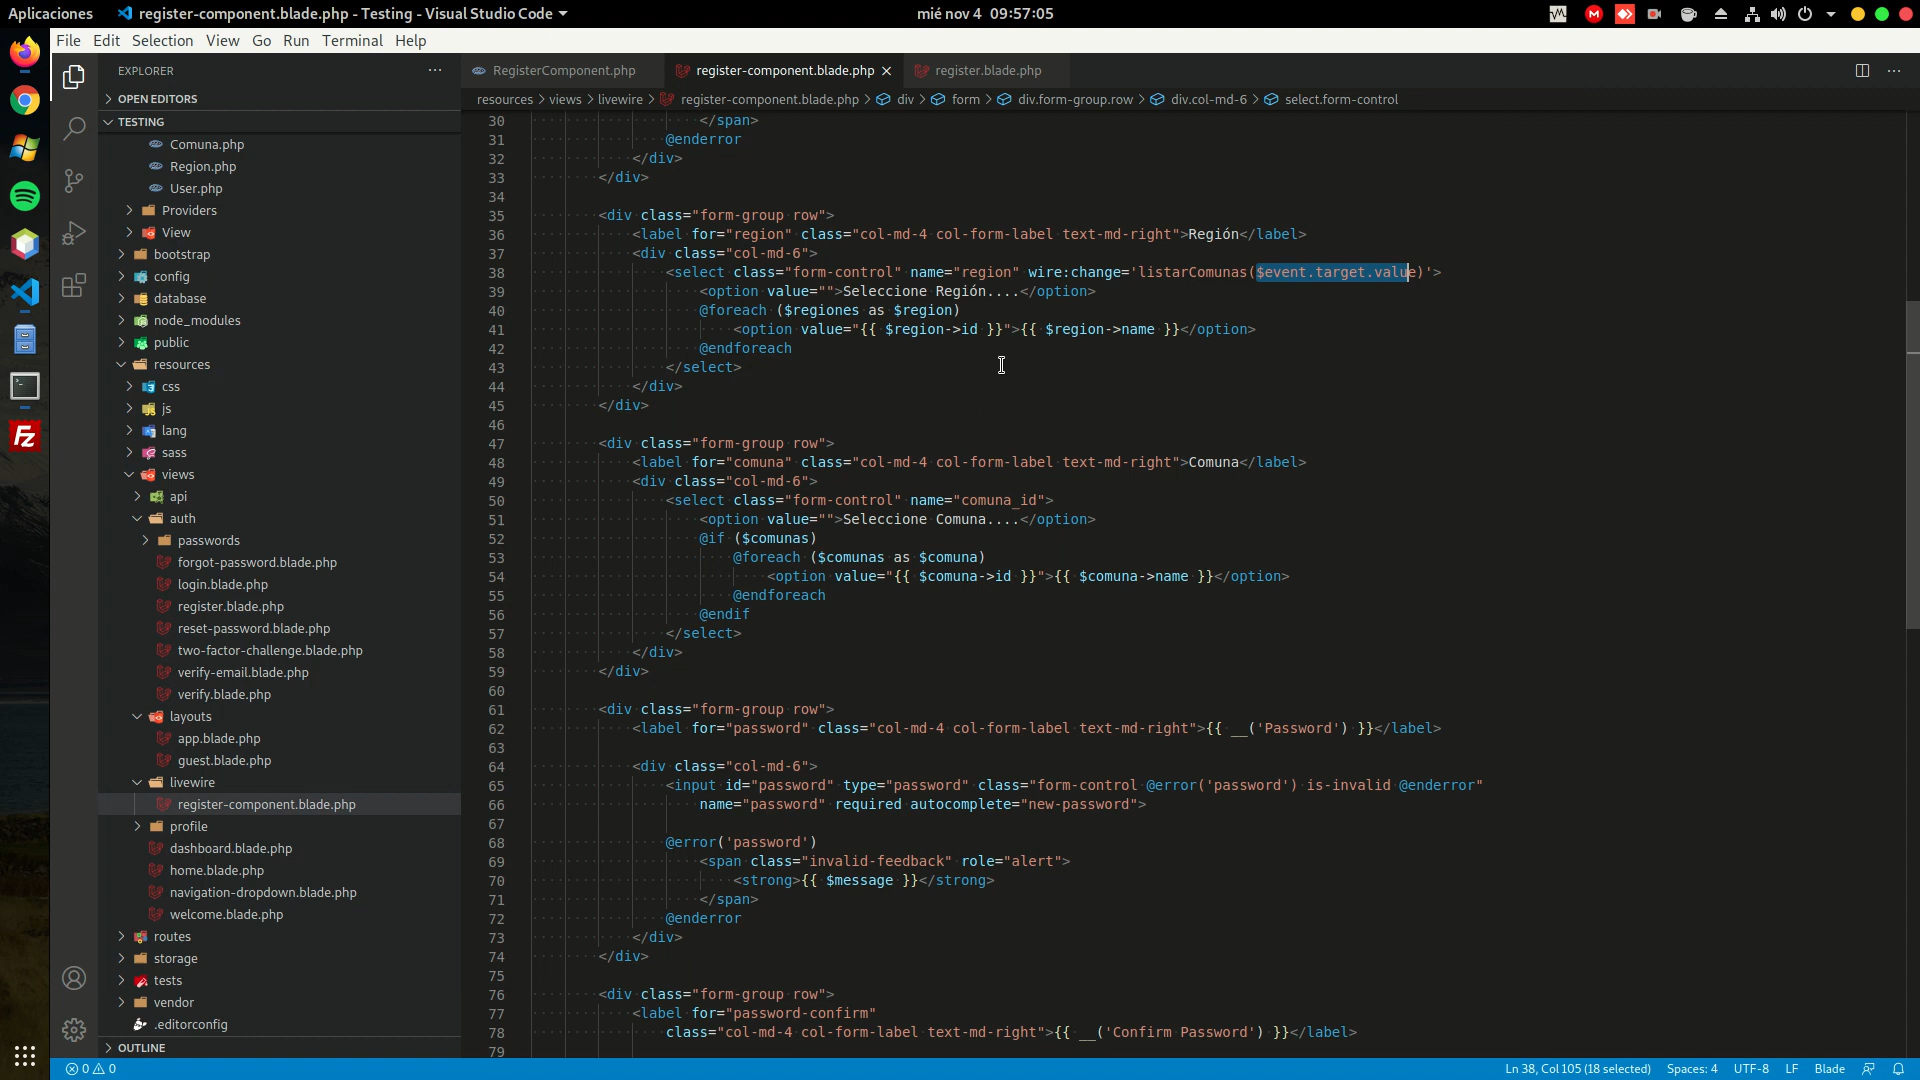 Aplicaciones
register-component.blade.php - Testing - Visual Studio Code
mié nov 4 09:57:05
File Edit Selection View Go Run Terminal Help
EXPLORER
OPEN EDITORS
TESTING
Comuna.php
Region.php
User.php
Providers
View
bootstrap
config
database
node_modules
public
resources
css
js
lang
sass
views
api
auth
passwords
forgot-password.blade.php
login.blade.php
register.blade.php
reset-password.blade.php
two-factor-challenge.blade.php
verify-email.blade.php
verify.blade.php
layouts
app.blade.php
guest.blade.php
livewire
register-component.blade.php
profile
dashboard.blade.php
home.blade.php
navigation-dropdown.blade.php
welcome.blade.php
routes
storage
tests
vendor
.editorconfig
OUTLINE
RegisterComponent.php
register-component.blade.php
register.blade.php
resources > views > livewire > register-component.blade.php > div > form > div.form-group.row > div.col-md-6 > select.form-control
30 </span>
31 @enderror
32 </div>
33 </div>
34
35 <div class="form-group row">
36 <label for="region" class="col-md-4 col-form-label text-md-right">Región</label>
37 <div class="col-md-6">
38 <select class="form-control" name="region" wire:change='listarComunas($event.target.value)'>
39 <option value="">Seleccione Región....</option>
40 @foreach ($regiones as $region)
41 <option value="{{ $region->id }}">{{ $region->name }}</option>
42 @endforeach
43 </select>
44 </div>
45 </div>
46
47 <div class="form-group row">
48 <label for="comuna" class="col-md-4 col-form-label text-md-right">Comuna</label>
49 <div class="col-md-6">
50 <select class="form-control" name="comuna_id">
51 <option value="">Seleccione Comuna....</option>
52 @if ($comunas)
53 @foreach ($comunas as $comuna)
54 <option value="{{ $comuna->id }}">{{ $comuna->name }}</option>
55 @endforeach
56 @endif
57 </select>
58 </div>
59 </div>
60
61 <div class="form-group row">
62 <label for="password" class="col-md-4 col-form-label text-md-right">{{ __('Password') }}</label>
63
64 <div class="col-md-6">
65 <input id="password" type="password" class="form-control @error('password') is-invalid @enderror"
66 name="password" required autocomplete="new-password">
67
68 @error('password')
69 <span class="invalid-feedback" role="alert">
70 <strong>{{ $message }}</strong>
71 </span>
72 @enderror
73 </div>
74 </div>
75
76 <div class="form-group row">
77 <label for="password-confirm"
78 class="col-md-4 col-form-label text-md-right">{{ __('Confirm Password') }}</label>
79
0 0
Ln 38, Col 105 (18 selected) Spaces: 4 UTF-8 LF Blade